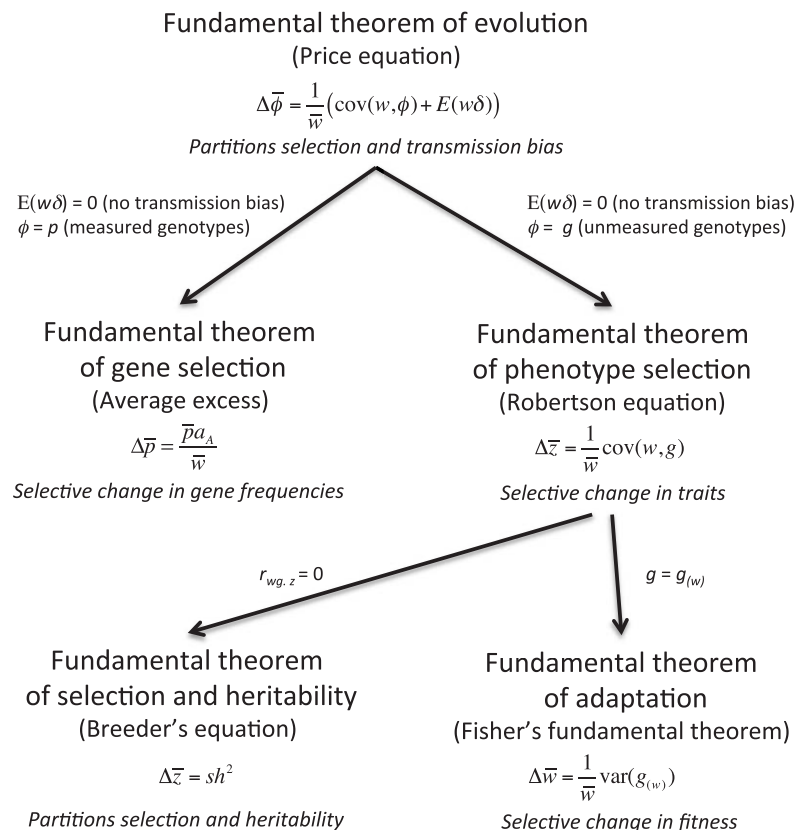 Fundamental theorem of evolution
(Price equation)
Δϕ̅ = 1/w̅ (cov(w,ϕ) + E(wδ))
Partitions selection and transmission bias
E(wδ) = 0 (no transmission bias)
ϕ = p (measured genotypes)
E(wδ) = 0 (no transmission bias)
ϕ = g (unmeasured genotypes)
Fundamental theorem
of gene selection
(Average excess)
Δp̅ = p̅a_A/w̅
Selective change in gene frequencies
Fundamental theorem
of phenotype selection
(Robertson equation)
Δz̅ = 1/w̅ cov(w,g)
Selective change in traits
r_wg. z = 0
g = g_(w)
Fundamental theorem
of selection and heritability
(Breeder’s equation)
Δz̅ = sh²
Partitions selection and heritability
Fundamental theorem
of adaptation
(Fisher’s fundamental theorem)
Δw̅ = 1/w̅ var(g_(w))
Selective change in fitness